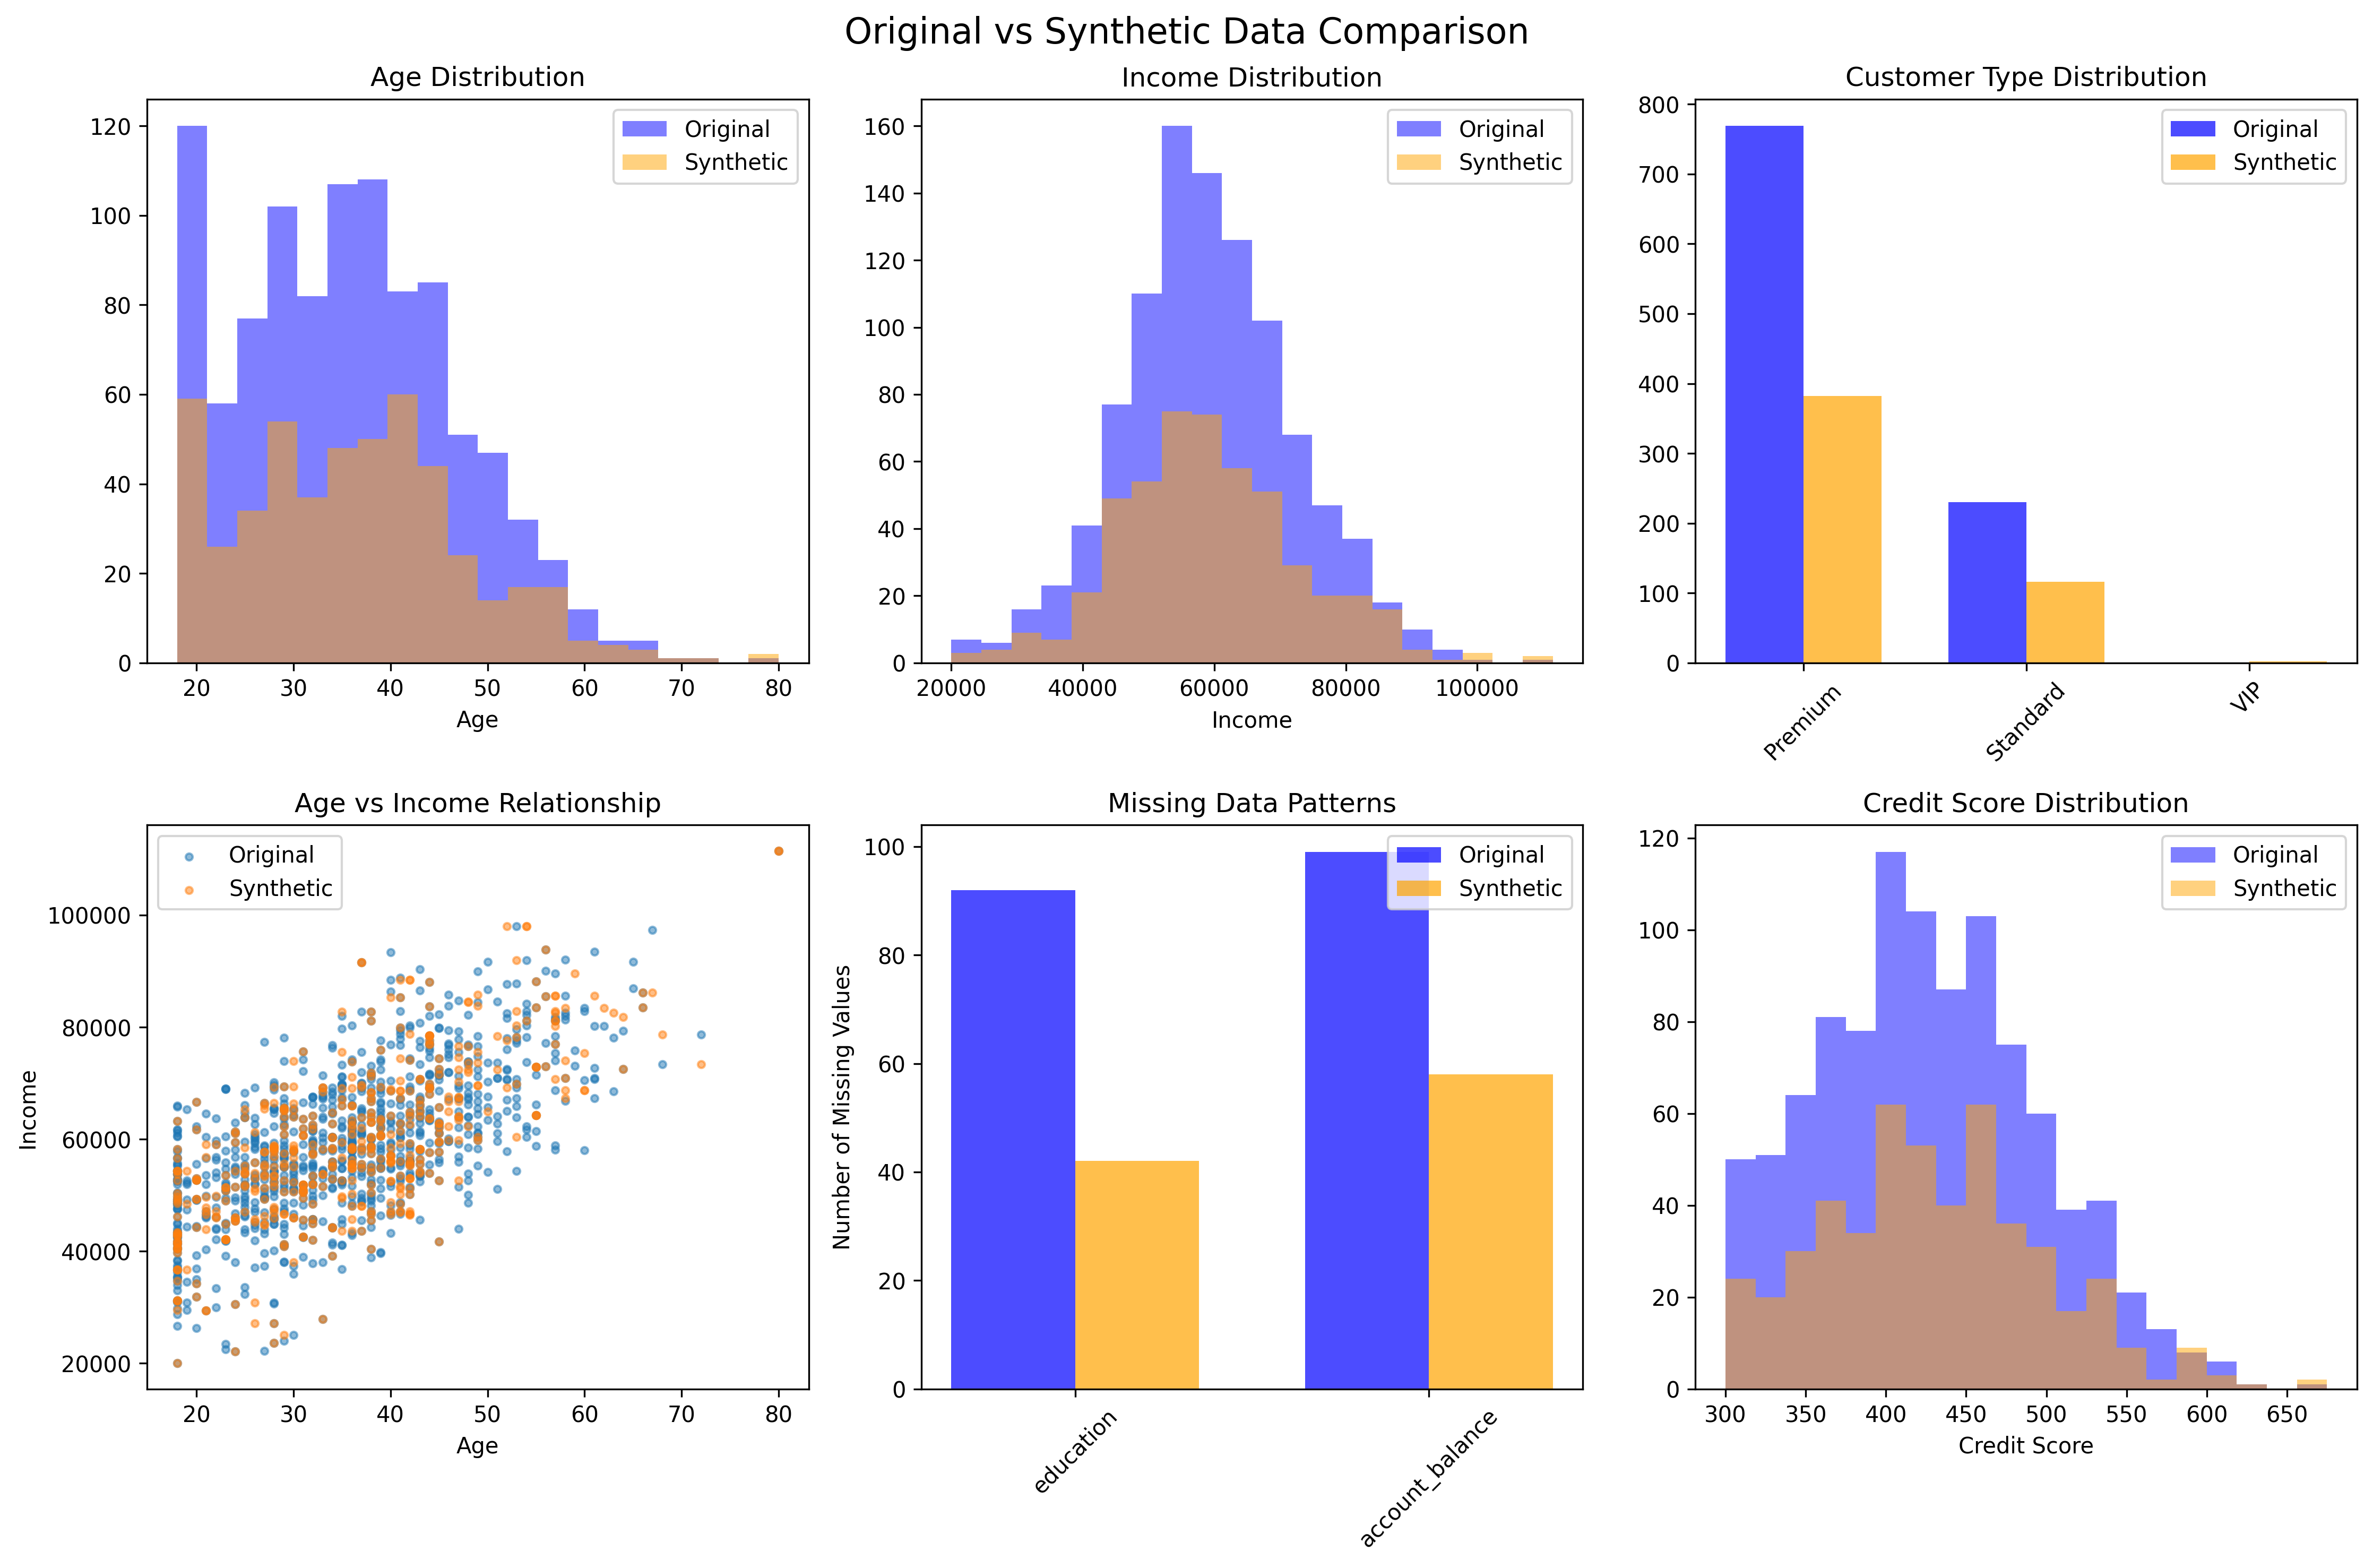 Original vs Synthetic Data Comparison
Age Distribution
Original
Synthetic
120
100
80
60
40
20
0
20 30 40 50 60 70 80
Age
Income Distribution
Original
Synthetic
160
140
120
100
80
60
40
20
0
20000 40000 60000 80000 100000
Income
Customer Type Distribution
Original
Synthetic
800
700
600
500
400
300
200
100
0
Premium
Standard
VIP
Age vs Income Relationship
Original
Synthetic
Income
100000
80000
60000
40000
20000
20 30 40 50 60 70 80
Age
Missing Data Patterns
Original
Synthetic
Number of Missing Values
100
80
60
40
20
0
education
account_balance
Credit Score Distribution
Original
Synthetic
120
100
80
60
40
20
0
300 350 400 450 500 550 600 650
Credit Score